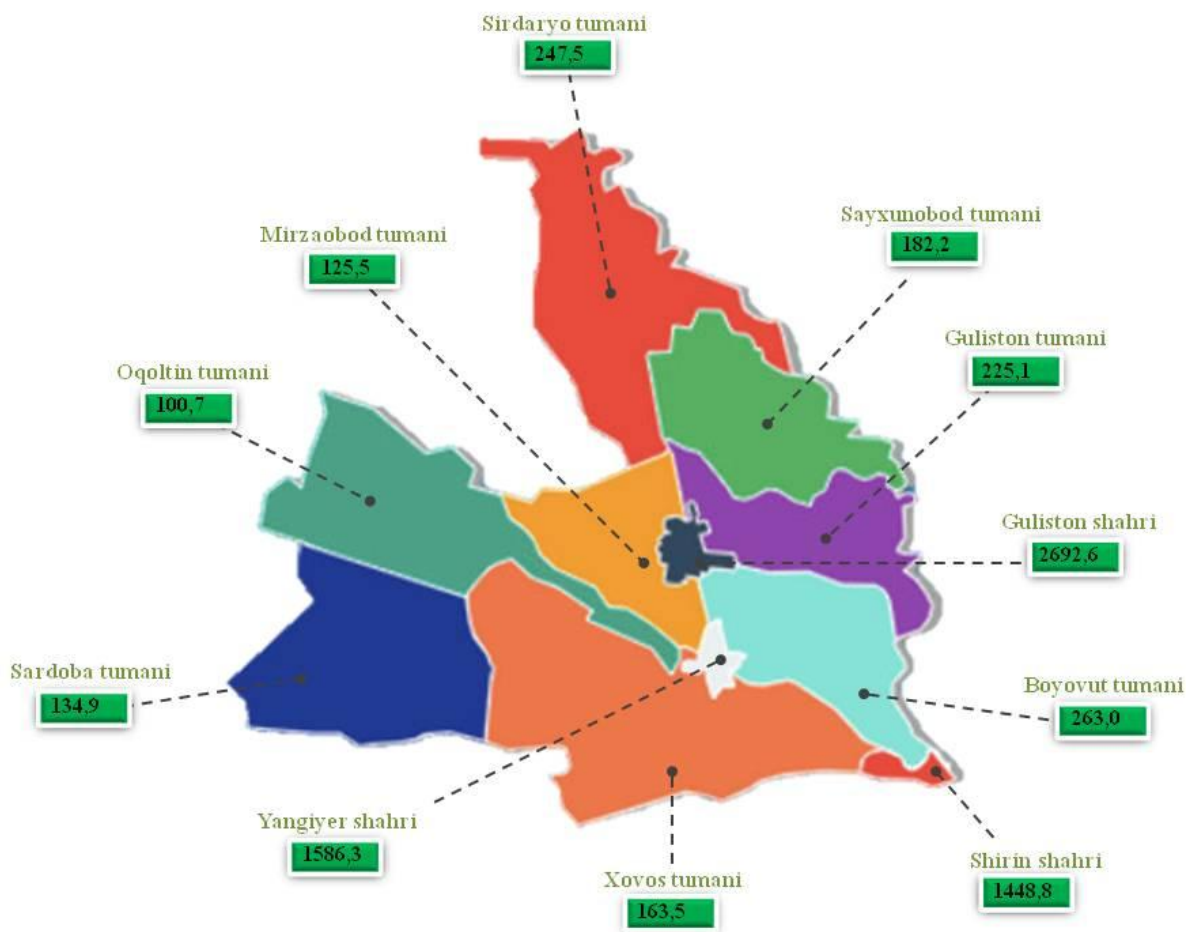 Sirdaryo tumani
247,5
Sayxunobod tumani
182,2
Mirzaobod tumani
125,5
Guliston tumani
225,1
Oqoltin tumani
100,7
Guliston shahri
2692,6
Sardoba tumani
134,9
Boyovut tumani
263,0
Yangiyer shahri
1586,3
Xovos tumani
163,5
Shirin shahri
1448,8